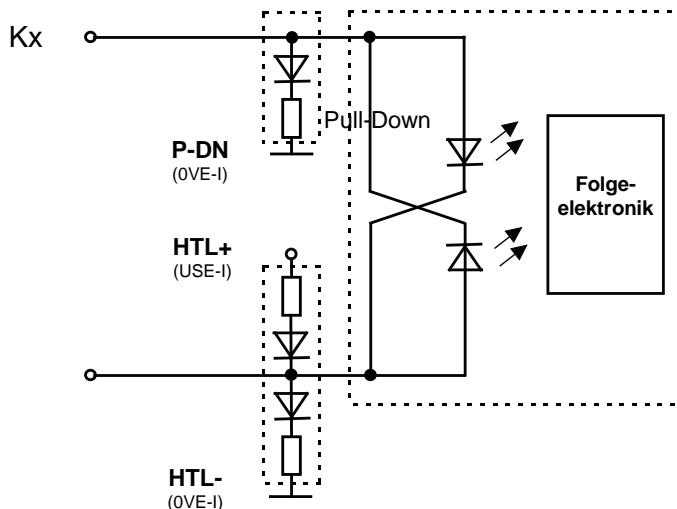 Kx
Pull-Down
P-DN
(0VE-I)
Folge-
elektronik
HTL+
(USE-I)
HTL-
(0VE-I)